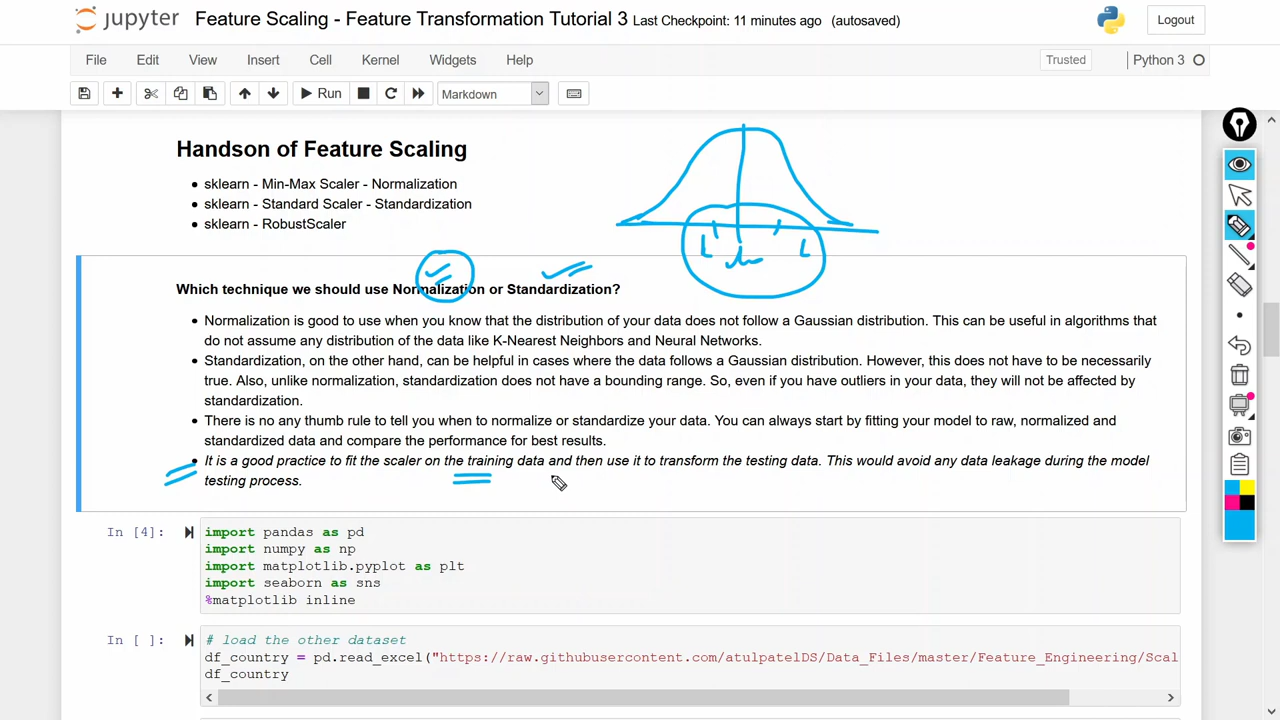 jupyter Feature Scaling - Feature Transformation Tutorial 3 Last Checkpoint: 11 minutes ago (autosaved)
Logout
File Edit View Insert Cell Kernel Widgets Help
Trusted Python 3
Run Markdown
Handson of Feature Scaling
sklearn - Min-Max Scaler - Normalization
sklearn - Standard Scaler - Standardization
sklearn - RobustScaler
Which technique we should use Normalization or Standardization?
Normalization is good to use when you know that the distribution of your data does not follow a Gaussian distribution. This can be useful in algorithms that
do not assume any distribution of the data like K-Nearest Neighbors and Neural Networks.
Standardization, on the other hand, can be helpful in cases where the data follows a Gaussian distribution. However, this does not have to be necessarily
true. Also, unlike normalization, standardization does not have a bounding range. So, even if you have outliers in your data, they will not be affected by
standardization.
There is no any thumb rule to tell you when to normalize or standardize your data. You can always start by fitting your model to raw, normalized and
standardized data and compare the performance for best results.
It is a good practice to fit the scaler on the training data and then use it to transform the testing data. This would avoid any data leakage during the model
testing process.
In [4]:
import pandas as pd
import numpy as np
import matplotlib.pyplot as plt
import seaborn as sns
%matplotlib inline
In [ ]:
# load the other dataset
df_country = pd.read_excel("https://raw.githubusercontent.com/atulpatelDS/Data_Files/master/Feature_Engineering/Scal
df_country